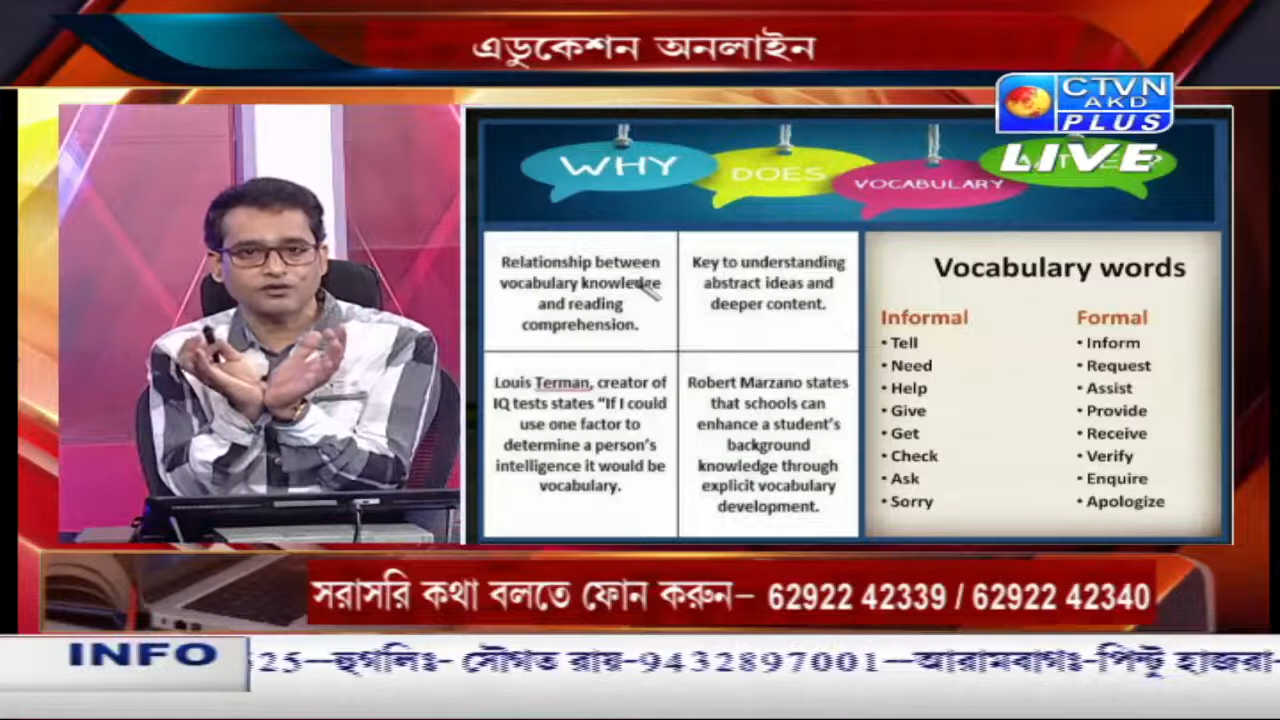 এডুকেশন অনলাইন
CTVN
AKD
PLUS
LIVE
WHY
DOES
VOCABULARY
Relationship between
vocabulary knowledge
and reading
comprehension.
Key to understanding
abstract ideas and
deeper content.
Louis Terman, creator of
IQ tests states “If I could
use one factor to
determine a person’s
intelligence it would be
vocabulary.
Robert Marzano states
that schools can
enhance a student’s
background
knowledge through
explicit vocabulary
development.
Vocabulary words
Informal
• Tell
• Need
• Help
• Give
• Get
• Check
• Ask
• Sorry
Formal
• Inform
• Request
• Assist
• Provide
• Receive
• Verify
• Enquire
• Apologize
সরাসরি কথা বলতে ফোন করুন– 62922 42339 / 62922 42340
INFO
25–হুগলিঃ- সৌগত রায়-9432897001–আরামবাগঃ-পিন্টু হাজরা-